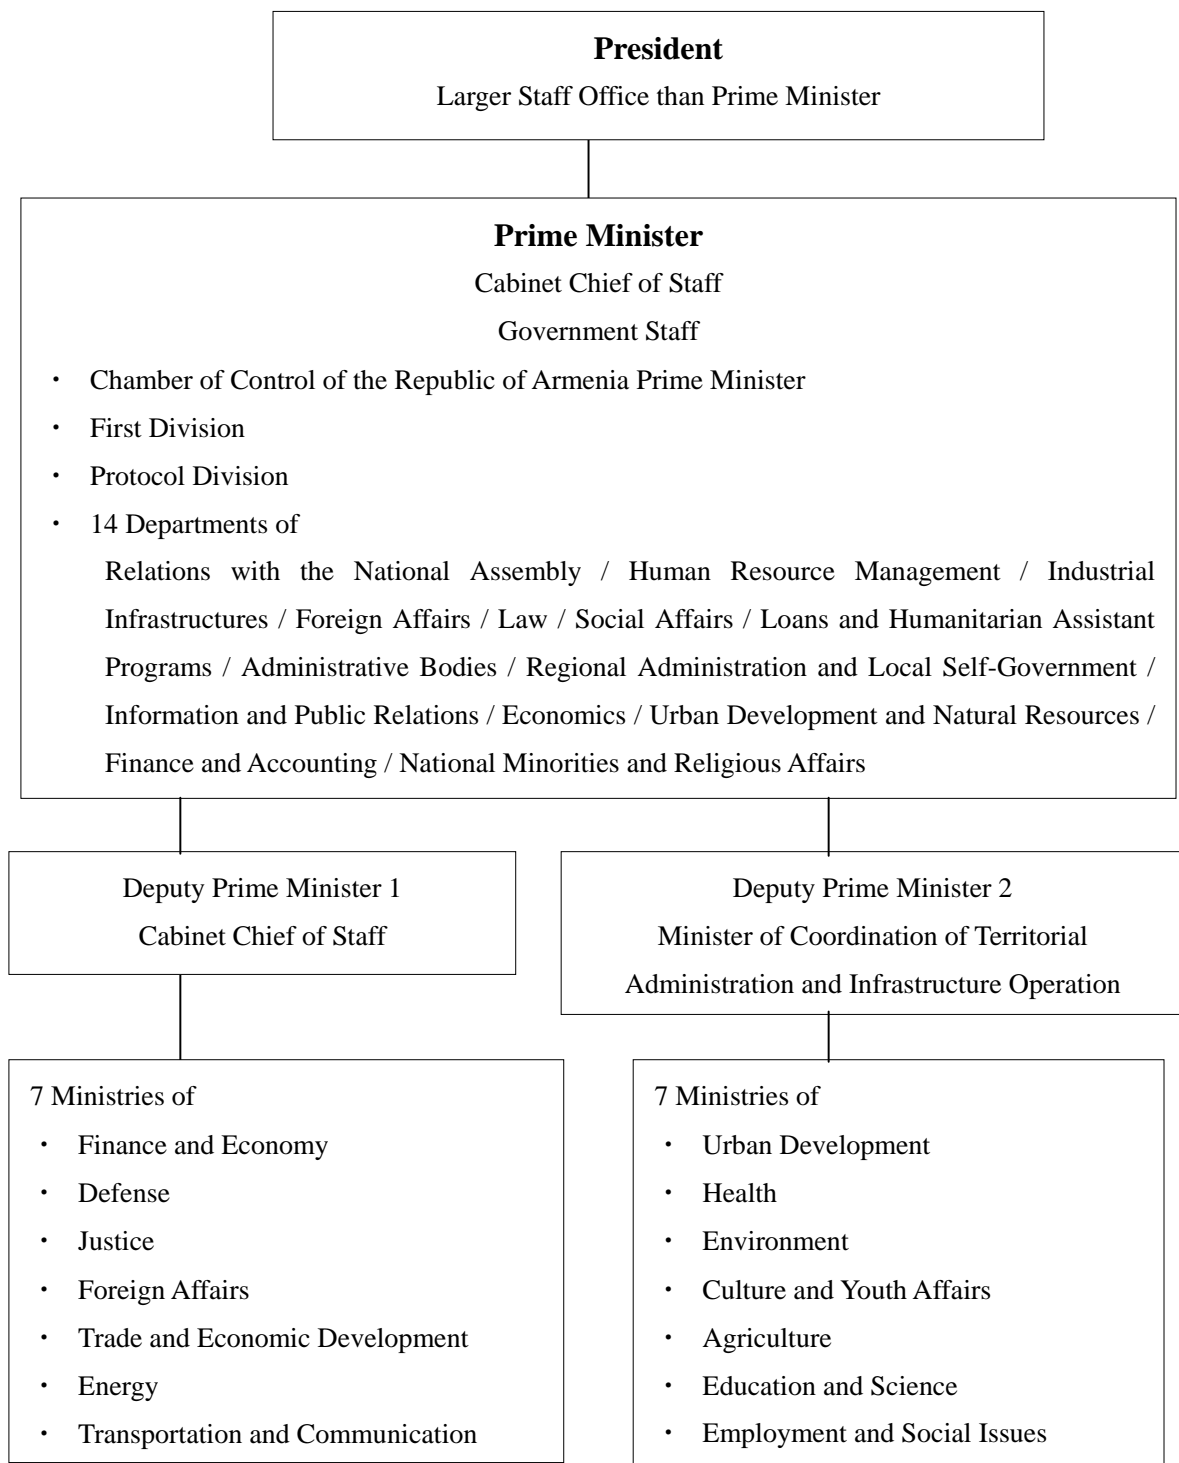 President
Larger Staff Office than Prime Minister
Prime Minister
Cabinet Chief of Staff
Government Staff
・ Chamber of Control of the Republic of Armenia Prime Minister
・ First Division
・ Protocol Division
・ 14 Departments of
Relations with the National Assembly / Human Resource Management / Industrial
Infrastructures / Foreign Affairs / Law / Social Affairs / Loans and Humanitarian Assistant
Programs / Administrative Bodies / Regional Administration and Local Self-Government /
Information and Public Relations / Economics / Urban Development and Natural Resources /
Finance and Accounting / National Minorities and Religious Affairs
Deputy Prime Minister 1
Cabinet Chief of Staff
Deputy Prime Minister 2
Minister of Coordination of Territorial
Administration and Infrastructure Operation
7 Ministries of
・ Finance and Economy
・ Defense
・ Justice
・ Foreign Affairs
・ Trade and Economic Development
・ Energy
・ Transportation and Communication
7 Ministries of
・ Urban Development
・ Health
・ Environment
・ Culture and Youth Affairs
・ Agriculture
・ Education and Science
・ Employment and Social Issues